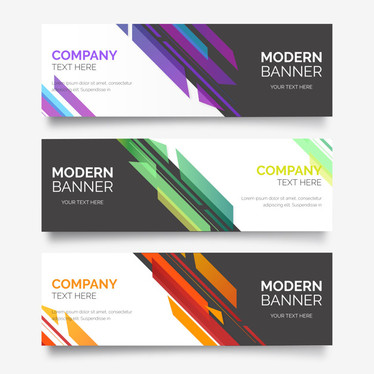 COMPANY
TEXT HERE
Lorem ipsum dolor sit amet, consectetur adipiscing elit.
Suspendisse in
MODERN
BANNER
YOUR TEXT HERE
MODERN
BANNER
YOUR TEXT HERE
COMPANY
TEXT HERE
Lorem ipsum dolor sit amet, consectetur
adipiscing elit. Suspendisse in
COMPANY
TEXT HERE
Lorem ipsum dolor sit amet, consectetur
adipiscing elit. Suspendisse in
MODERN
BANNER
YOUR TEXT HERE